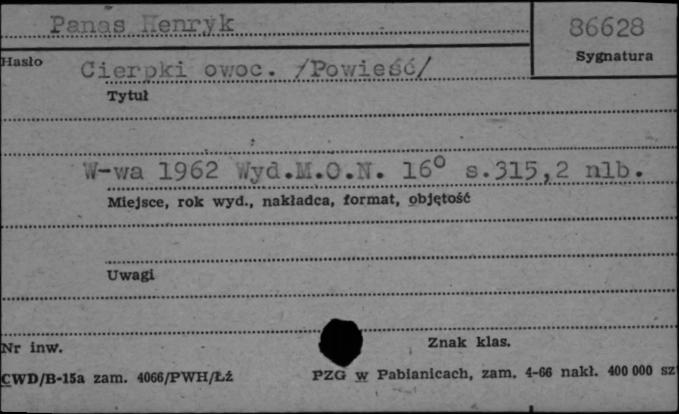 Panas Henryk
86628
Hasło
Sygnatura
Cierpki owoc. /Powieść/
Tytuł
W-wa 1962 Wyd.M.O.N. 16° s.315,2 nlb.
Miejsce, rok wyd., nakładca, format, objętość
Uwagi
Nr inw.
Znak klas.
CWD/B-15a zam. 4066/PWH/Łź
PZG w Pabianicach, zam. 4-66 nakł. 400 000 sz